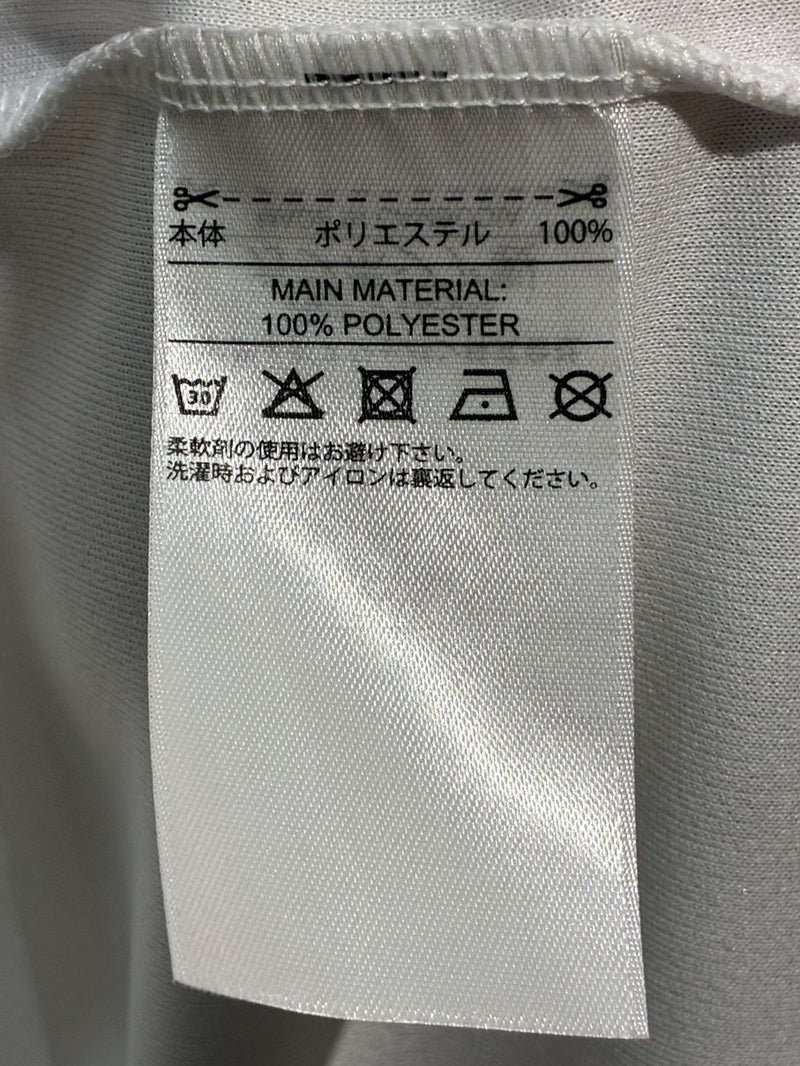 本体 ポリエステル 100%
MAIN MATERIAL:
100% POLYESTER
30
柔軟剤の使用はお避け下さい。
洗濯時およびアイロンは裏返してください。